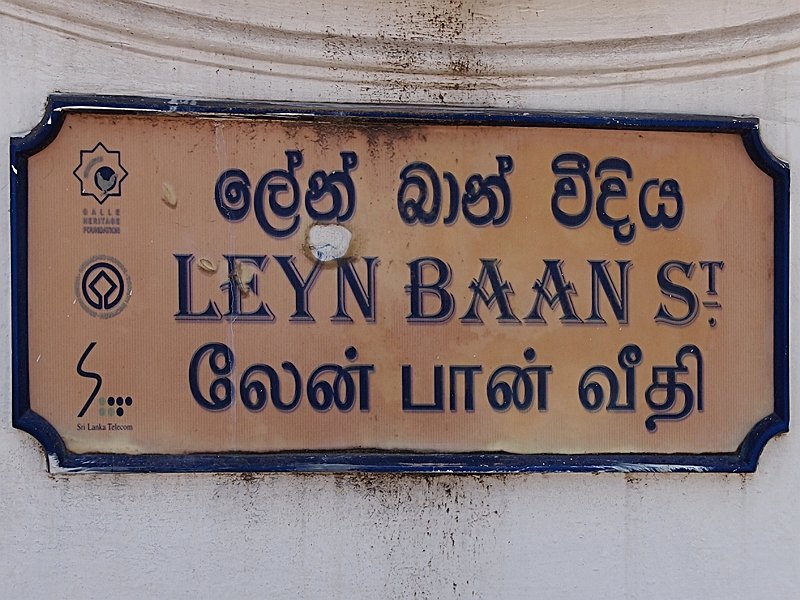 ලේන් බාන් වීදිය
LEYN BAAN ST.
லேன் பான் வீதி
GALLE
HERITAGE
FOUNDATION
Sri Lanka Telecom